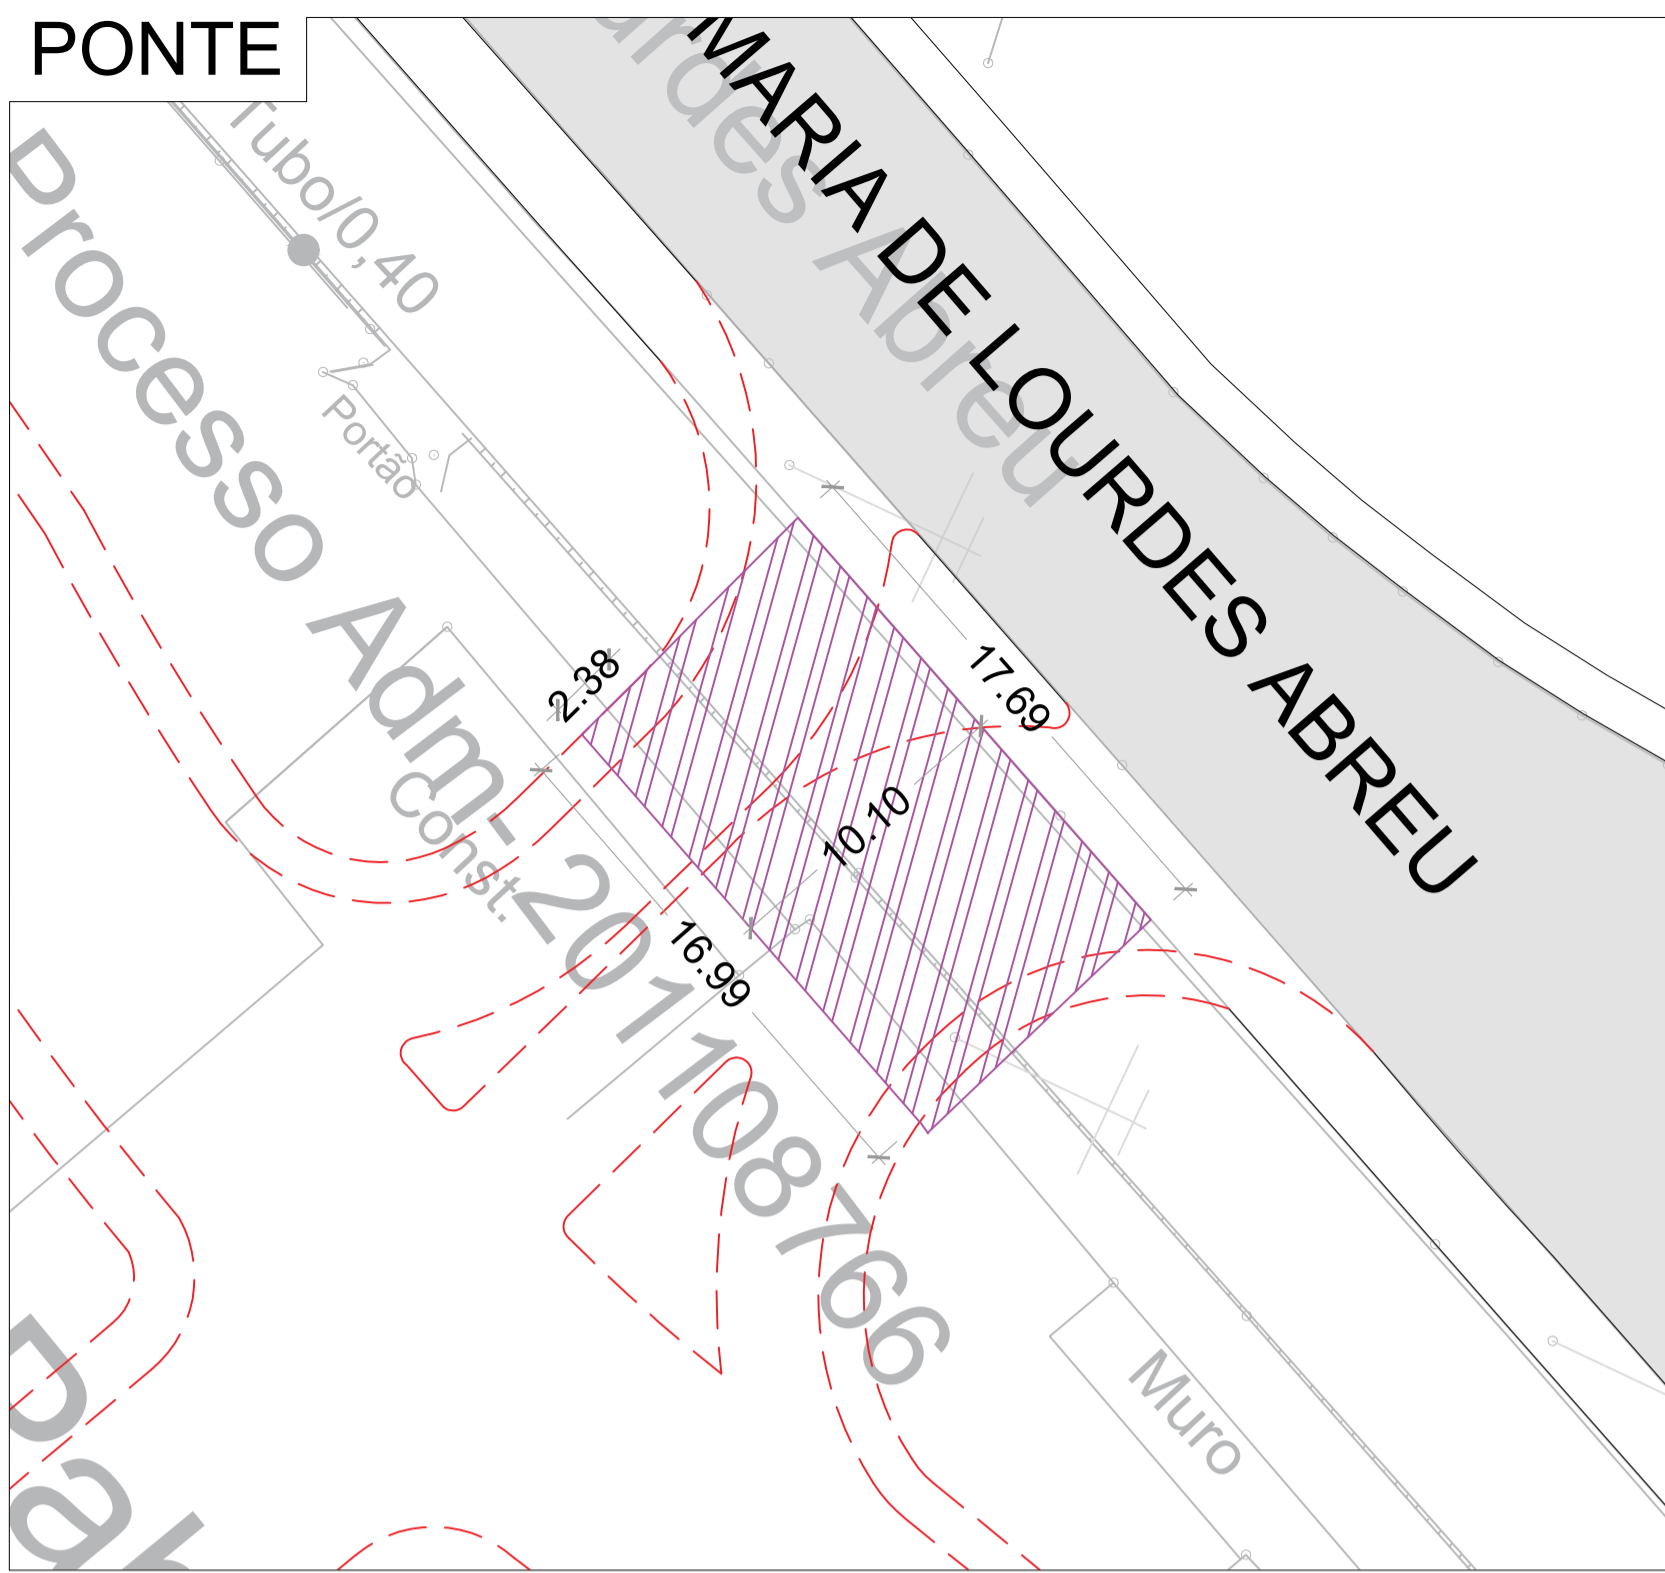 PONTE
Tubo/0,40
MARIA DE LOURDES ABREU
urdes Abreu
Processo Adm-201108766
Portão
2.38
17.69
10.10
Const.
16.99
Muro